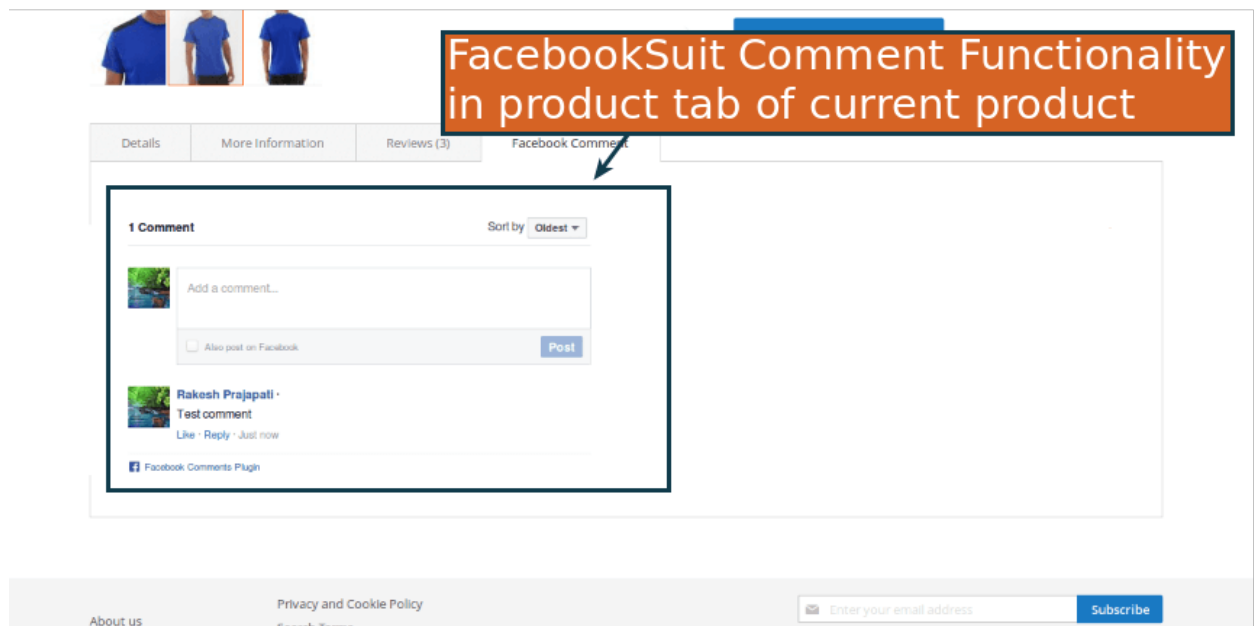 FacebookSuit Comment Functionality
in product tab of current product
Details
More Information
Reviews (3)
Facebook Comment
1 Comment
Sort by Oldest
Add a comment...
Also post on Facebook
Post
Rakesh Prajapati ·
Test comment
Like · Reply · Just now
Facebook Comments Plugin
Privacy and Cookie Policy
Enter your email address
Subscribe
About us
Search Terms